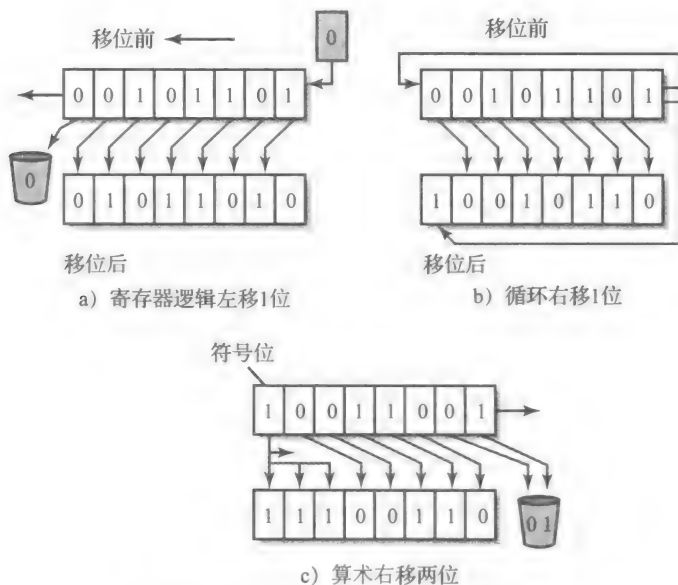 移位前
0
0 0 1 0 1 1 0 1
0
0 1 0 1 1 0 1 0
移位后
a) 寄存器逻辑左移1位
移位前
0 0 1 0 1 1 0 1
1 0 0 1 0 1 1 0
移位后
b) 循环右移1位
符号位
1 0 0 1 1 0 0 1
1 1 1 0 0 1 1 0
0 1
c) 算术右移两位